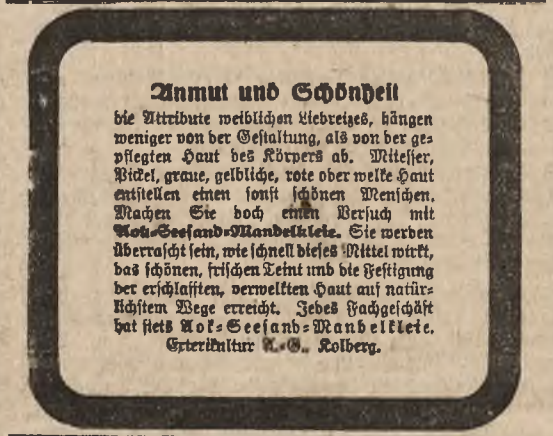 Anmut und Schönheit
die Attribute weiblichen Liebreizes, hängen
weniger von der Gestaltung, als von der ge-
pflegten Haut des Körpers ab. Mitesser,
Pickel, graue, gelbliche, rote oder welke Haut
entstellen einen sonst schönen Menschen.
Machen Sie doch einen Versuch mit
Aok-Seesand-Mandelkleie. Sie werden
überrascht sein, wie schnell dieses Mittel wirkt,
das schönen, frischen Teint und die Festigung
der erschlafften, verwelkten Haut auf natür-
lichstem Wege erreicht. Jedes Fachgeschäft
hat stets Aok-Seesand-Mandelkleie.
Exterikultur A.-G., Kolberg.